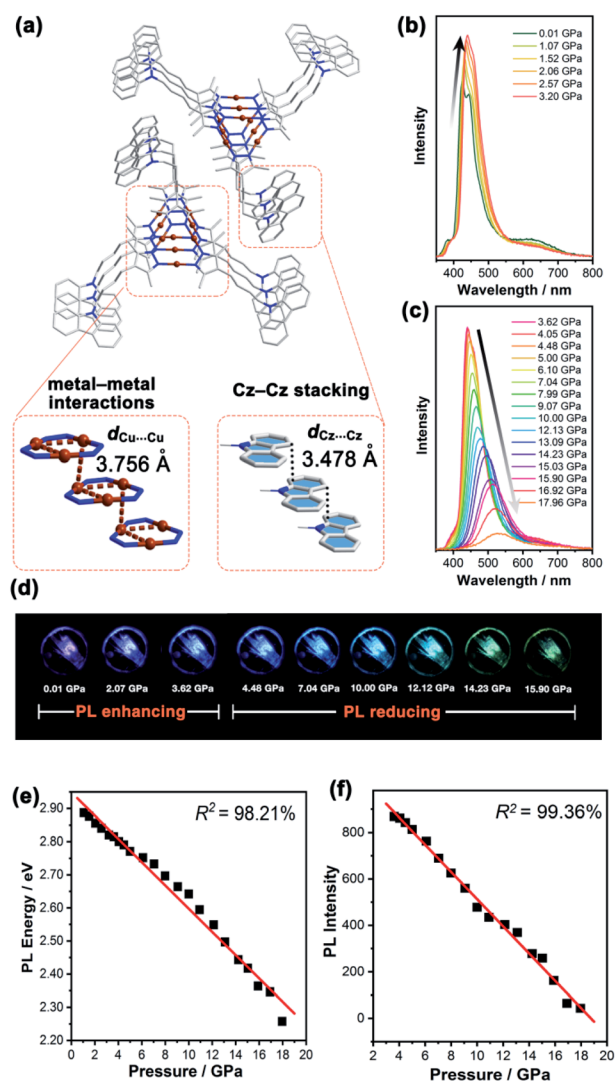 (a)
metal–metal
interactions
dCu···Cu
3.756 Å
Cz–Cz stacking
dCz···Cz
3.478 Å
(b)
Intensity
0.01 GPa
1.07 GPa
1.52 GPa
2.06 GPa
2.57 GPa
3.20 GPa
400 500 600 700 800
Wavelength / nm
(c)
Intensity
3.62 GPa
4.05 GPa
4.48 GPa
5.00 GPa
6.10 GPa
7.04 GPa
7.99 GPa
9.07 GPa
10.00 GPa
12.13 GPa
13.09 GPa
14.23 GPa
15.03 GPa
15.90 GPa
16.92 GPa
17.96 GPa
400 500 600 700 800
Wavelength / nm
(d)
0.01 GPa 2.07 GPa 3.62 GPa 4.48 GPa 7.04 GPa 10.00 GPa 12.12 GPa 14.23 GPa 15.90 GPa
PL enhancing PL reducing
(e)
R² = 98.21%
PL Energy / eV
2.90
2.80
2.70
2.60
2.50
2.40
2.30
2.20
0 2 4 6 8 10 12 14 16 18 20
Pressure / GPa
(f)
R² = 99.36%
PL Intensity
800
600
400
200
0
2 4 6 8 10 12 14 16 18 20
Pressure / GPa